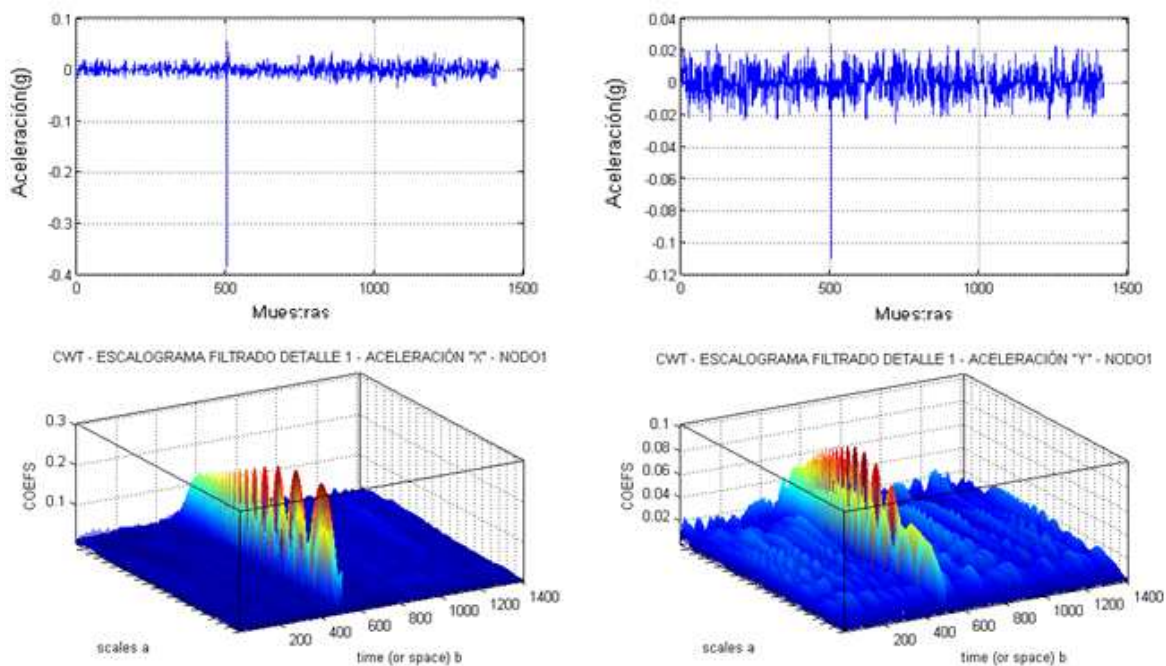 0.1
0
-0.1
-0.2
-0.3
-0.4
Aceleración(g)
0 500 1000 1500
Muestras
0.04
0.02
0
-0.02
-0.04
-0.06
-0.08
-0.1
-0.12
Aceleración(g)
0 500 1000 1500
Muestras
CWT - ESCALOGRAMA FILTRADO DETALLE 1 - ACELERACIÓN "X" - NODO1
0.3
0.2
0.1
COEFS
scales a
200 400 600 800 1000 1200 1400
time (or space) b
CWT - ESCALOGRAMA FILTRADO DETALLE 1 - ACELERACIÓN "Y" - NODO1
0.1
0.08
0.06
0.04
0.02
COEFS
scales a
200 400 600 800 1000 1200 1400
time (or space) b